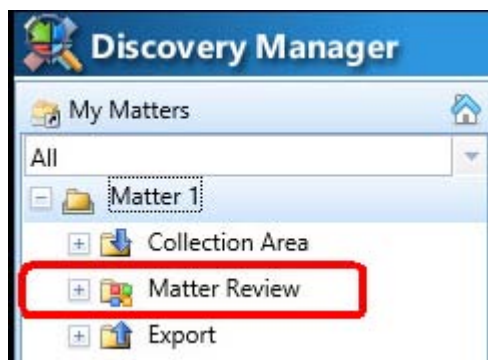 Discovery Manager
My Matters
All
Matter 1
Collection Area
Matter Review
Export